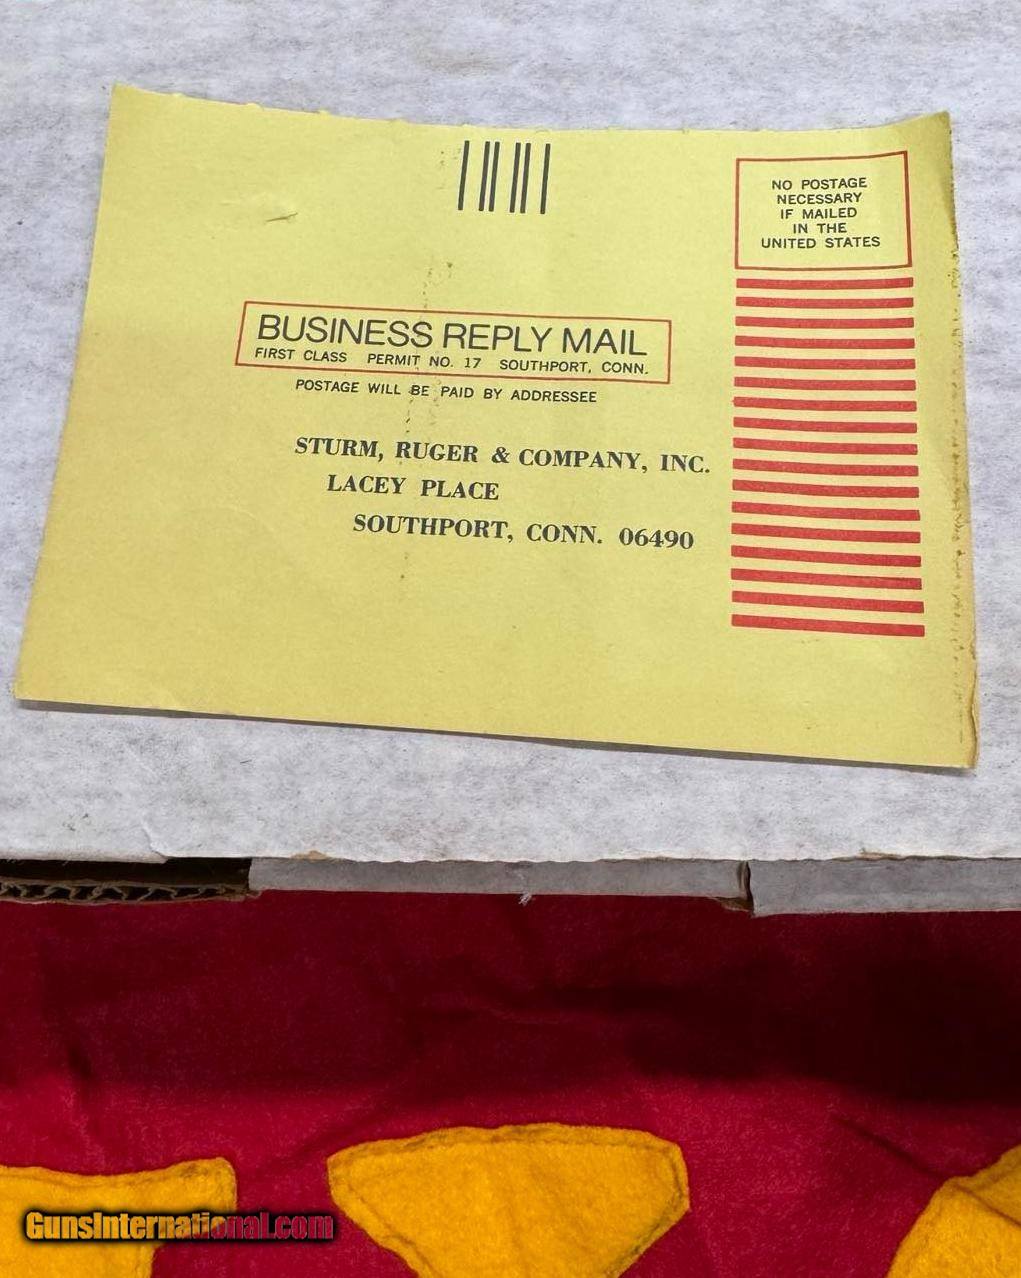 NO POSTAGE
NECESSARY
IF MAILED
IN THE
UNITED STATES
BUSINESS REPLY MAIL
FIRST CLASS PERMIT NO. 17 SOUTHPORT, CONN.
POSTAGE WILL BE PAID BY ADDRESSEE
STURM, RUGER & COMPANY, INC.
LACEY PLACE
SOUTHPORT, CONN. 06490
GunsInternational.com